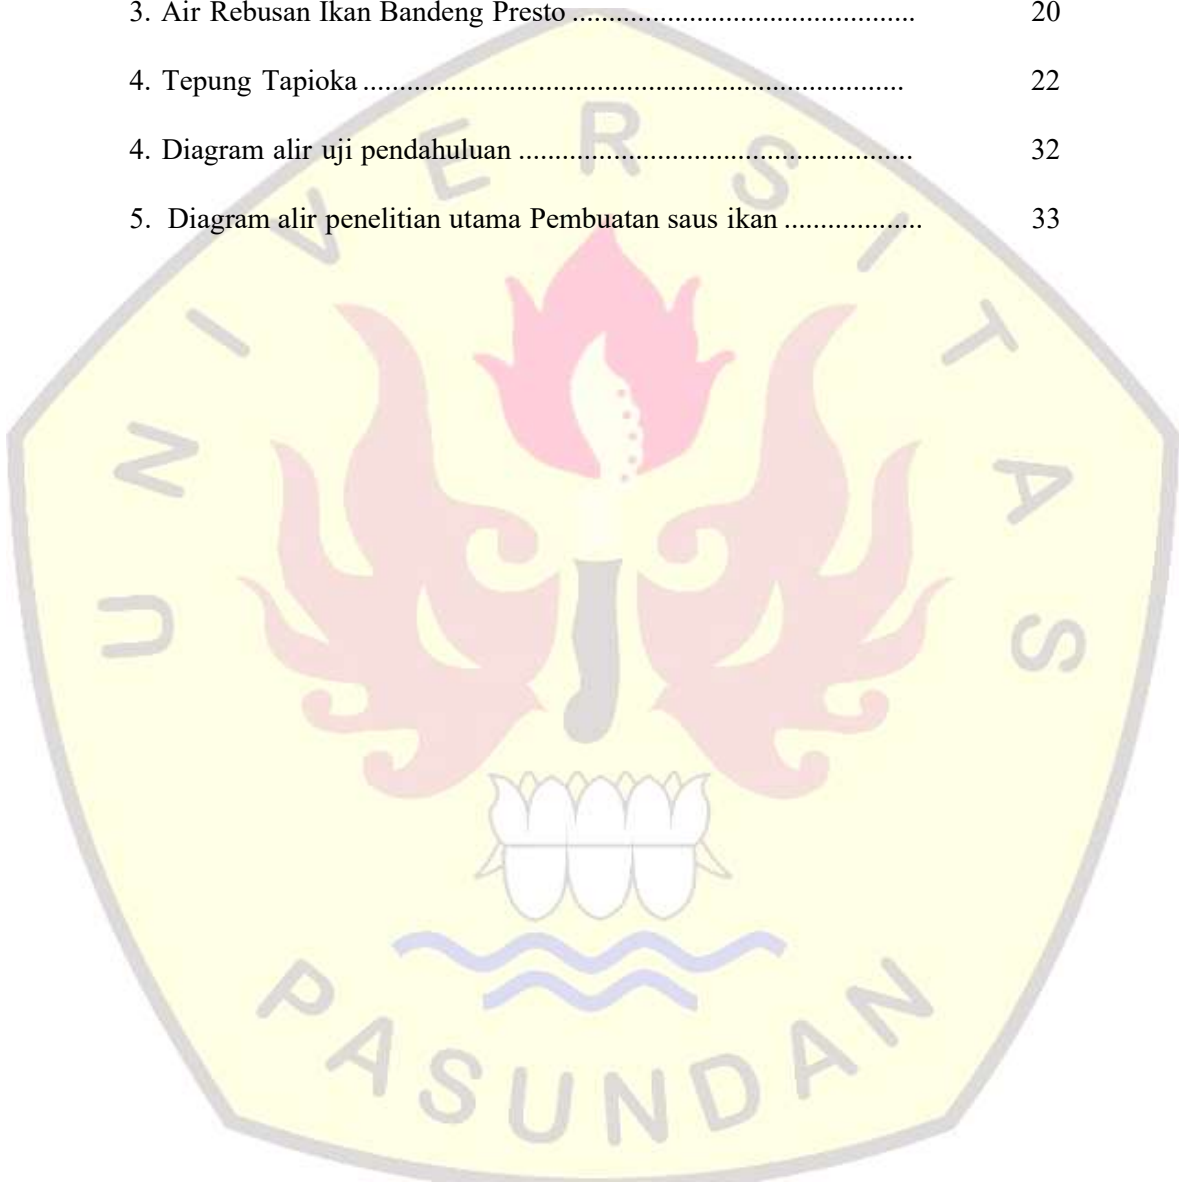 3. Air Rebusan Ikan Bandeng Presto ............................................... 20
4. Tepung Tapioka ........................................................................... 22
4. Diagram alir uji pendahuluan ...................................................... 32
5. Diagram alir penelitian utama Pembuatan saus ikan ................... 33
UNIVERSITAS
PASUNDAN